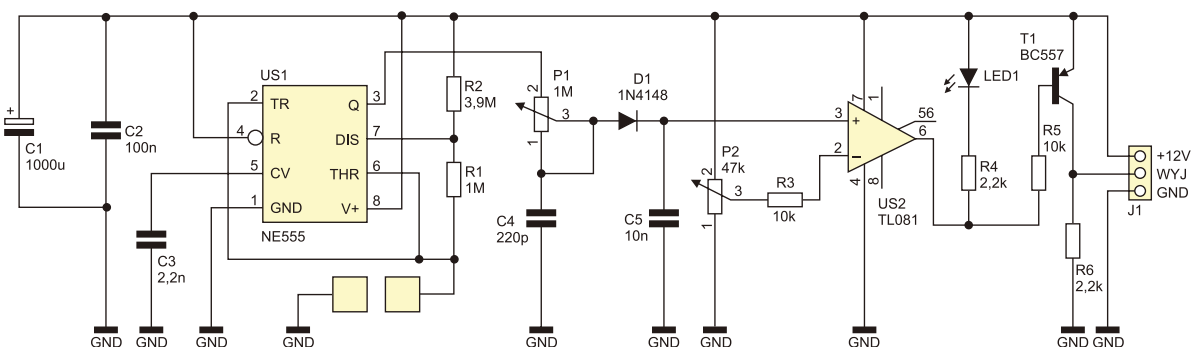 T1
BC557
US1
P1
1M
D1
1N4148
LED1
2
TR
Q
3
R2
3,9M
2
3
1
7
1
4
R
DIS
7
3
+
56
6
R5
10k
+
C1
1000u
C2
100n
5
CV
THR
6
R1
1M
1
2
-
P2
47k
2
3
1
R3
10k
4
8
US2
TL081
R4
2,2k
+12V
WYJ
GND
J1
1
GND
V+
8
NE555
C4
220p
C5
10n
C3
2,2n
R6
2,2k
GND
GND
GND
GND
GND
GND
GND
GND
GND
GND